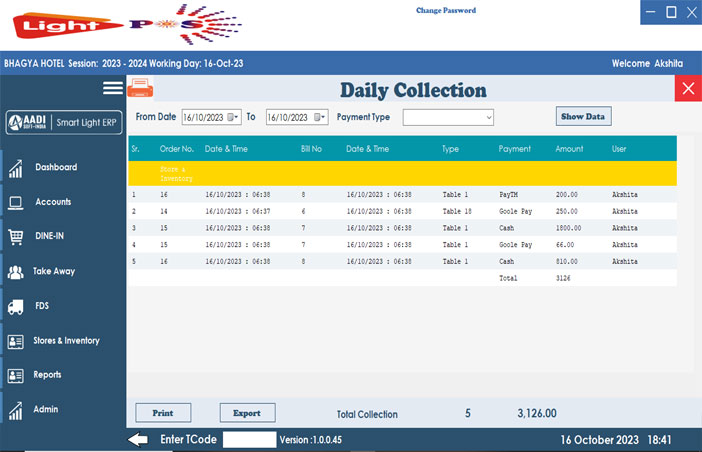 Change Password
Light POS
BHAGYA HOTEL Session: 2023 - 2024 Working Day: 16-Oct-23
Welcome Akshita
Daily Collection
AADI
SOFT-INDIA
Smart Light ERP
From Date 16/10/2023 To 16/10/2023 Payment Type Show Data
Sr. Order No. Date & Time Bill No Date & Time Type Payment Amount User
Store &
Inventory
1 16 16/10/2023 : 06:38 8 16/10/2023 : 06:38 Table 1 PayTM 200.00 Akshita
2 14 16/10/2023 : 06:37 6 16/10/2023 : 06:38 Table 18 Goole Pay 250.00 Akshita
3 15 16/10/2023 : 06:38 7 16/10/2023 : 06:38 Table 1 Cash 1800.00 Akshita
4 15 16/10/2023 : 06:38 7 16/10/2023 : 06:38 Table 1 Goole Pay 66.00 Akshita
5 16 16/10/2023 : 06:38 8 16/10/2023 : 06:38 Table 1 Cash 810.00 Akshita
Total 3126
Dashboard
Accounts
DINE-IN
Take Away
FDS
Stores & Inventory
Reports
Admin
Print Export Total Collection 5 3,126.00
Enter TCode Version :1.0.0.45 16 October 2023 18:41